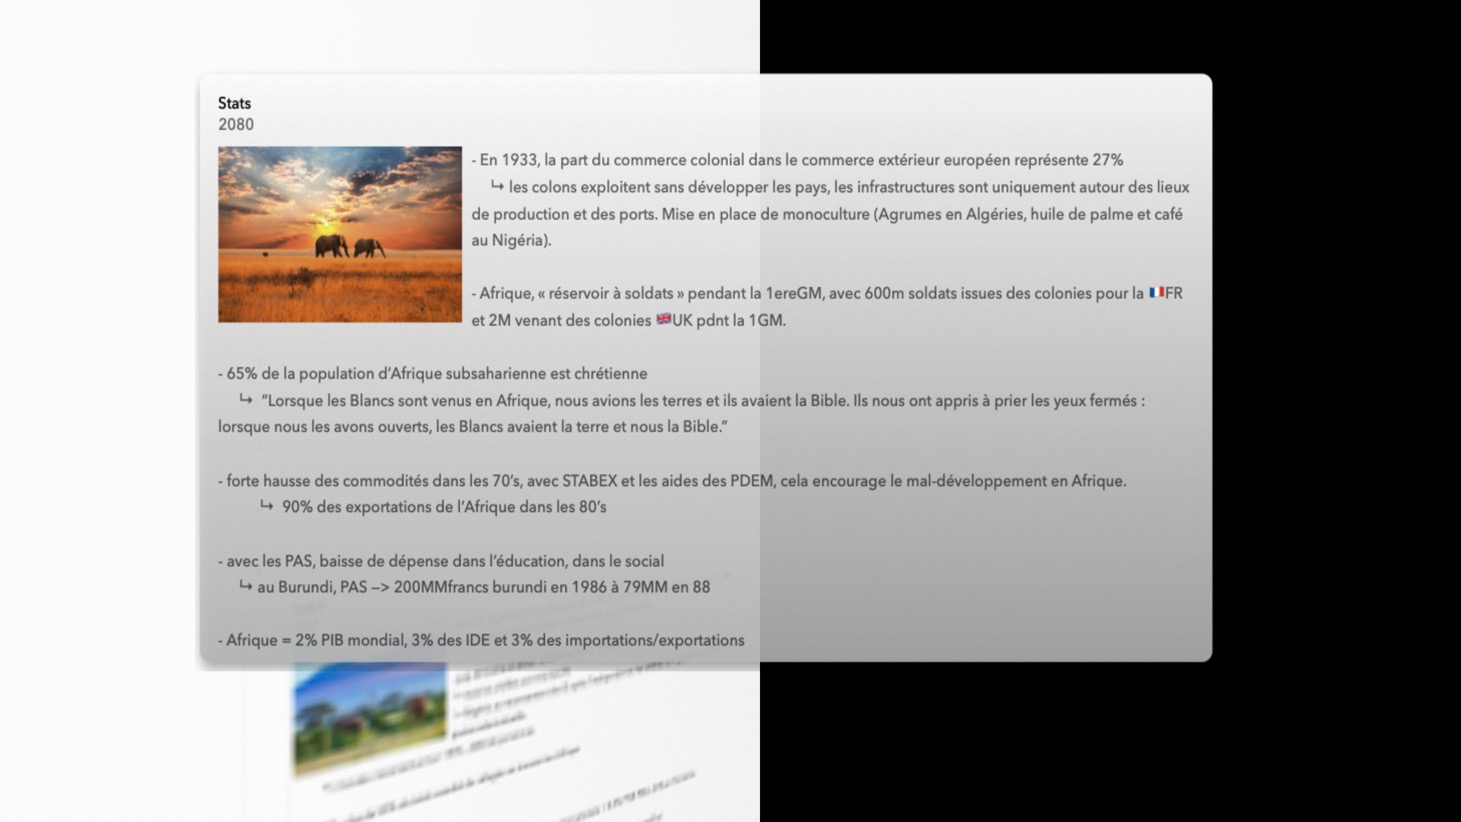 Stats
2080
- En 1933, la part du commerce colonial dans le commerce extérieur européen représente 27%
↳ les colons exploitent sans développer les pays, les infrastructures sont uniquement autour des lieux
de production et des ports. Mise en place de monoculture (Agrumes en Algéries, huile de palme et café
au Nigéria).
- Afrique, « réservoir à soldats » pendant la 1ereGM, avec 600m soldats issues des colonies pour la 🇫🇷FR
et 2M venant des colonies 🇬🇧UK pdnt la 1GM.
- 65% de la population d’Afrique subsaharienne est chrétienne
↳ “Lorsque les Blancs sont venus en Afrique, nous avions les terres et ils avaient la Bible. Ils nous ont appris à prier les yeux fermés :
lorsque nous les avons ouverts, les Blancs avaient la terre et nous la Bible.”
- forte hausse des commodités dans les 70’s, avec STABEX et les aides des PDEM, cela encourage le mal-développement en Afrique.
↳ 90% des exportations de l’Afrique dans les 80’s
- avec les PAS, baisse de dépense dans l’éducation, dans le social
↳ au Burundi, PAS —> 200MMfrancs burundi en 1986 à 79MM en 88
- Afrique = 2% PIB mondial, 3% des IDE et 3% des importations/exportations